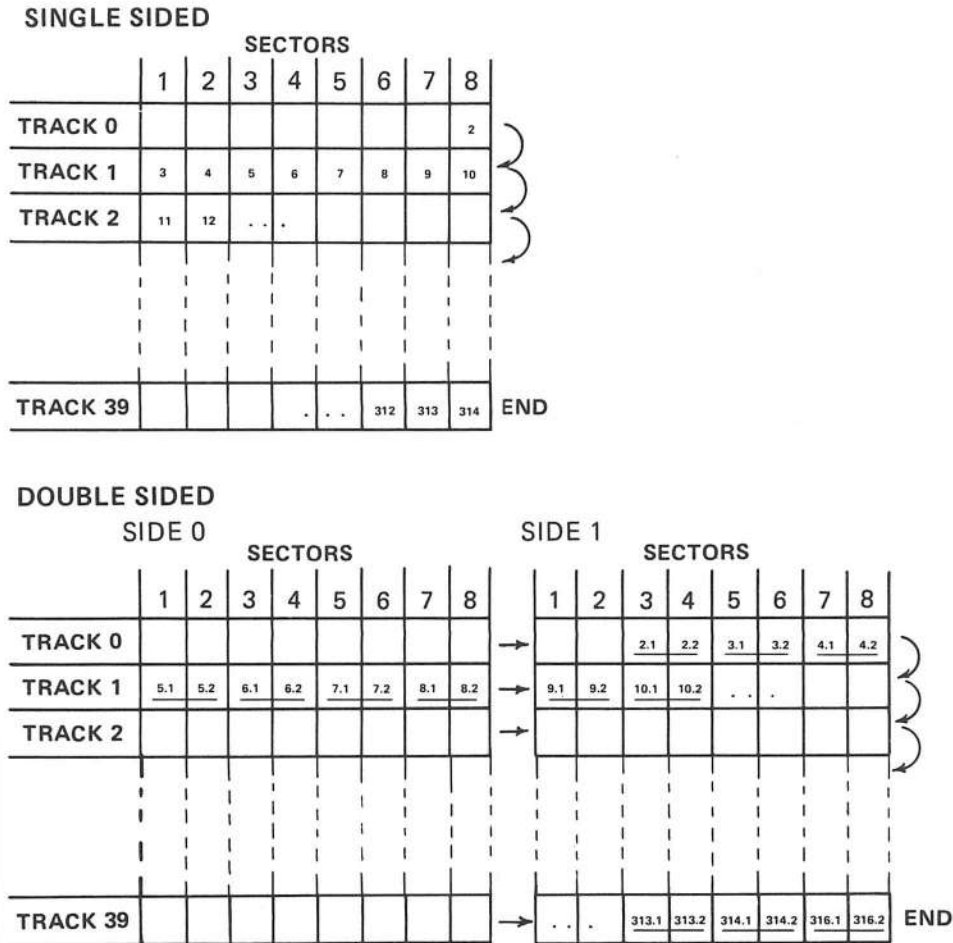 SINGLE SIDED
SECTORS
1 2 3 4 5 6 7 8
TRACK 0 2
TRACK 1 3 4 5 6 7 8 9 10
TRACK 2 11 12 . . .
TRACK 39 . . . 312 313 314 END
DOUBLE SIDED
SIDE 0 SIDE 1
SECTORS SECTORS
1 2 3 4 5 6 7 8 1 2 3 4 5 6 7 8
TRACK 0 2.1 2.2 3.1 3.2 4.1 4.2
TRACK 1 5.1 5.2 6.1 6.2 7.1 7.2 8.1 8.2 9.1 9.2 10.1 10.2 . . .
TRACK 2
TRACK 39 . . . 313.1 313.2 314.1 314.2 316.1 316.2 END